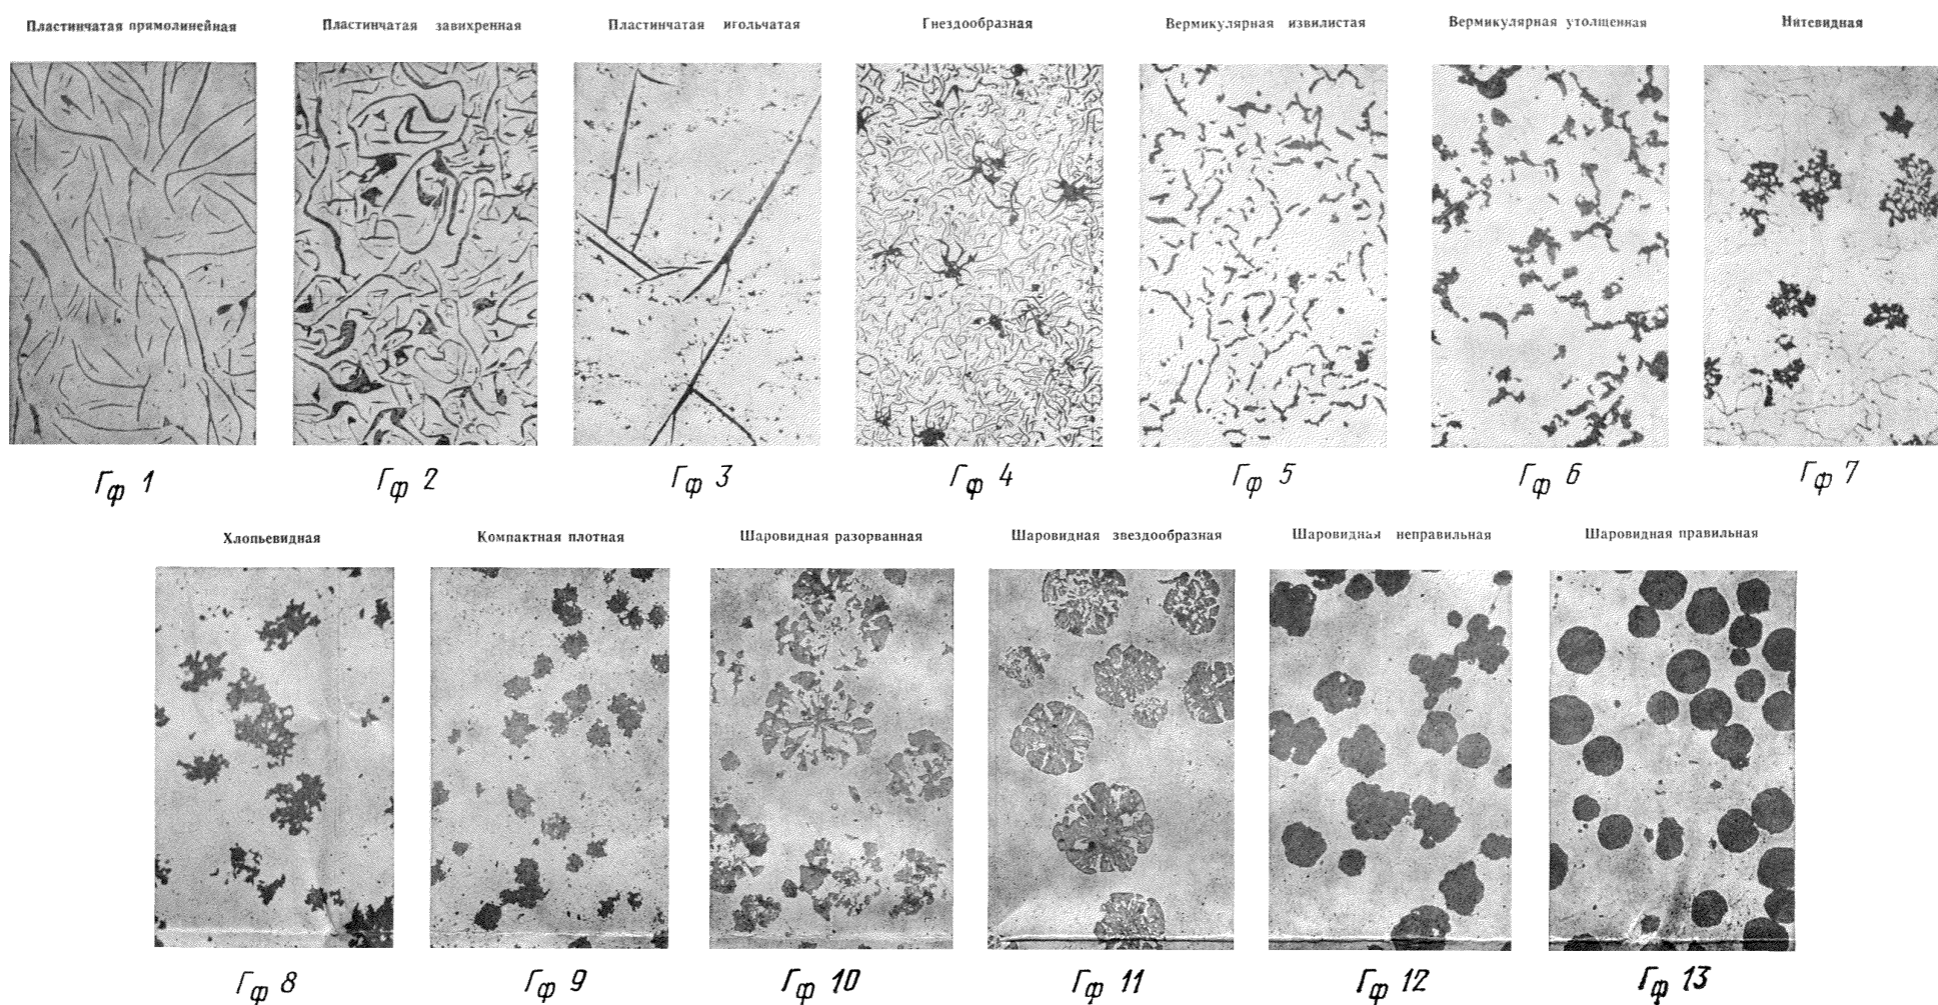 Пластинчатая прямолинейная
Пластинчатая завихренная
Пластинчатая игольчатая
Гнездообразная
Вермикулярная извилистая
Вермикулярная утолщенная
Нитевидная
Гф 1
Гф 2
Гф 3
Гф 4
Гф 5
Гф 6
Гф 7
Хлопьевидная
Компактная плотная
Шаровидная разорванная
Шаровидная звездообразная
Шаровидная неправильная
Шаровидная правильная
Гф 8
Гф 9
Гф 10
Гф 11
Гф 12
Гф 13